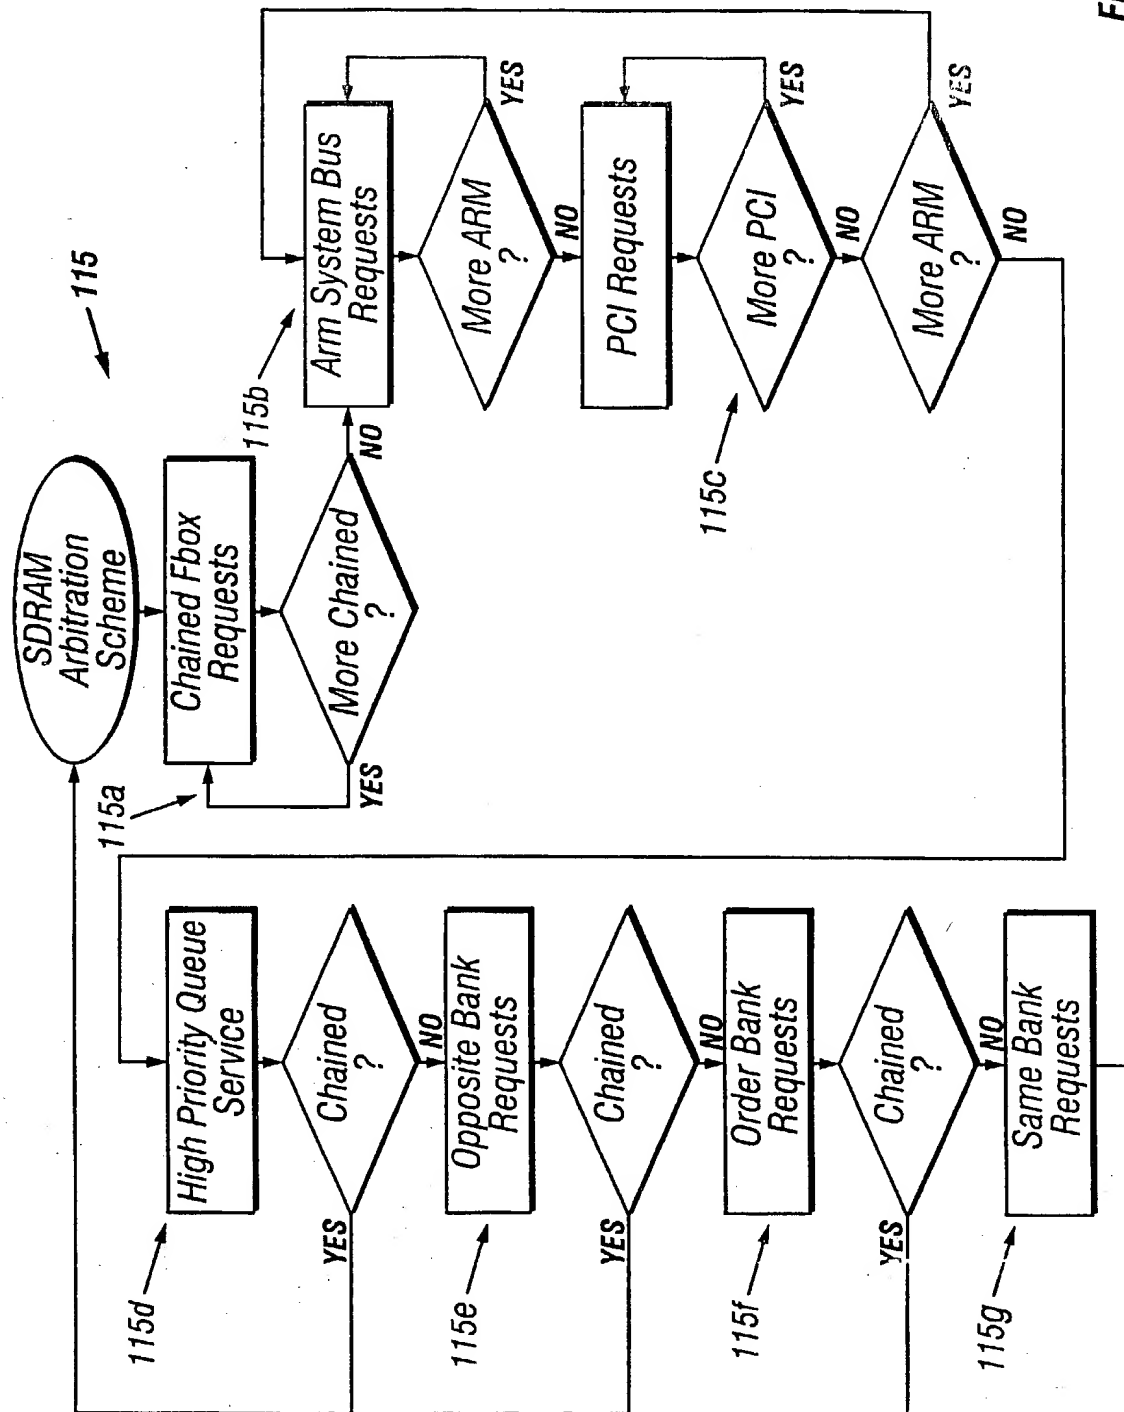 SDRAM
Arbitration
Scheme
115
115a
Chained Fbox
Requests
More Chained
?
YES
NO
115b
Arm System Bus
Requests
More ARM
?
YES
NO
PCI Requests
115c
More PCI
?
YES
NO
More ARM
?
YES
NO
115d
High Priority Queue
Service
Chained
?
YES
NO
115e
Opposite Bank
Requests
Chained
?
YES
NO
115f
Order Bank
Requests
Chained
?
YES
NO
115g
Same Bank
Requests